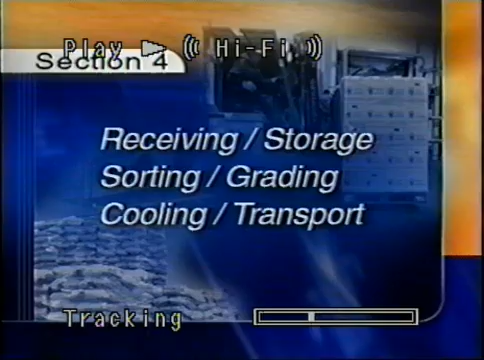 Play ▷ (( Hi-Fi ))
Section 4
Receiving / Storage
Sorting / Grading
Cooling / Transport
Tracking